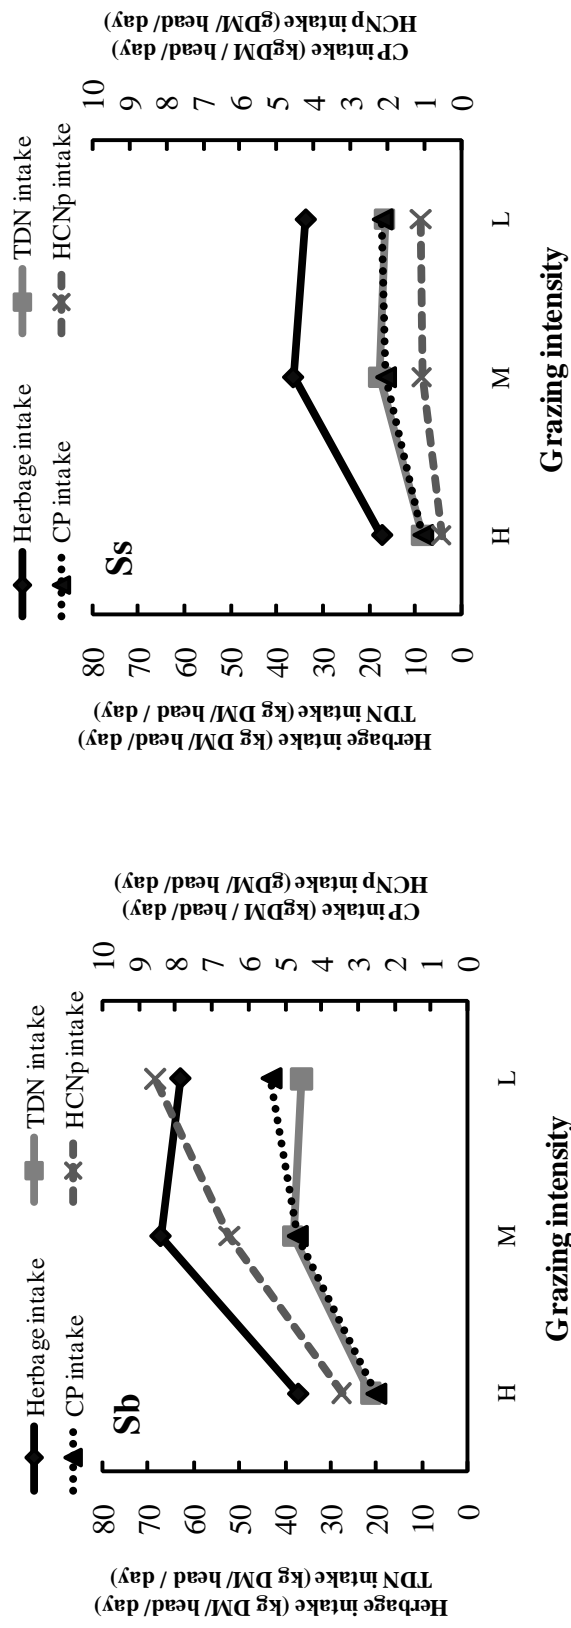 Herbage intake TDN intake
CP intake HCNp intake
Sb
Herbage intake (kg DM/ head/ day)
TDN intake (kg DM/ head / day)
80
70
60
50
40
30
20
10
0
10
9
8
7
6
5
4
3
2
1
0
CP intake (kgDM / head / day)
HCNp intake (gDM/ head/ day)
H M L
Grazing intensity
Herbage intake TDN intake
CP intake HCNp intake
Ss
Herbage intake (kg DM/ head/ day)
TDN intake (kg DM/ head / day)
80
70
60
50
40
30
20
10
0
10
9
8
7
6
5
4
3
2
1
0
CP intake (kgDM / head / day)
HCNp intake (gDM/ head/ day)
H M L
Grazing intensity